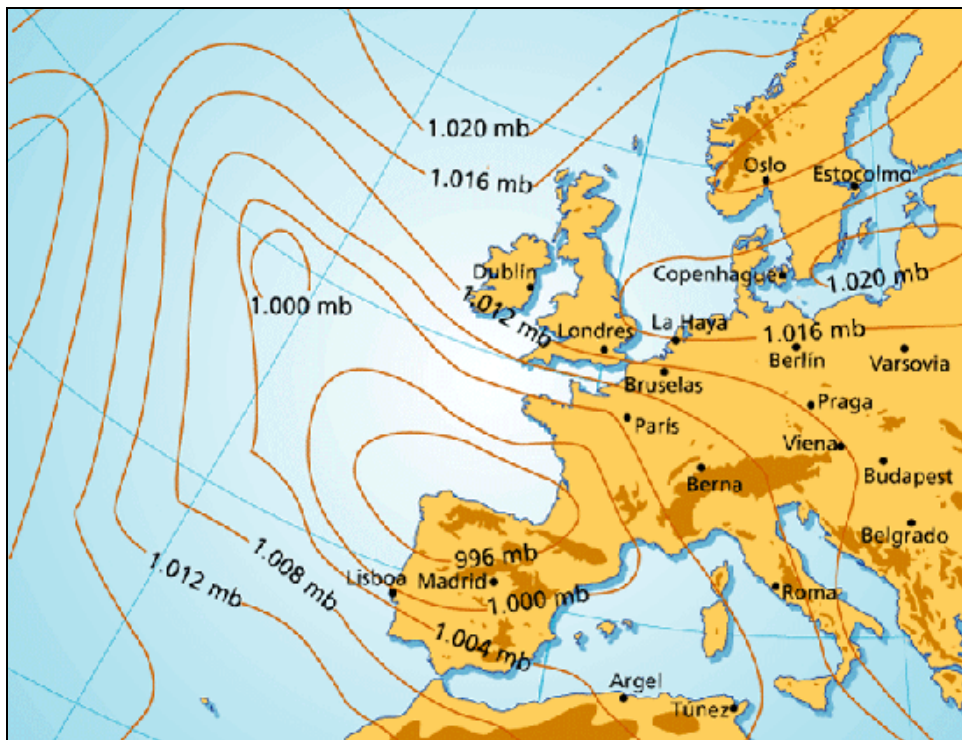 1.020 mb
1.016 mb
Oslo
Estocolmo
Dublín
Copenhague
1.020 mb
1.000 mb
1.012 mb
Londres
La Haya
1.016 mb
Berlín
Varsovia
Bruselas
Praga
París
Viena
Berna
Budapest
Belgrado
996 mb
1.008 mb
1.012 mb
Lisboa
Madrid
1.000 mb
Roma
1.004 mb
Argel
Túnez